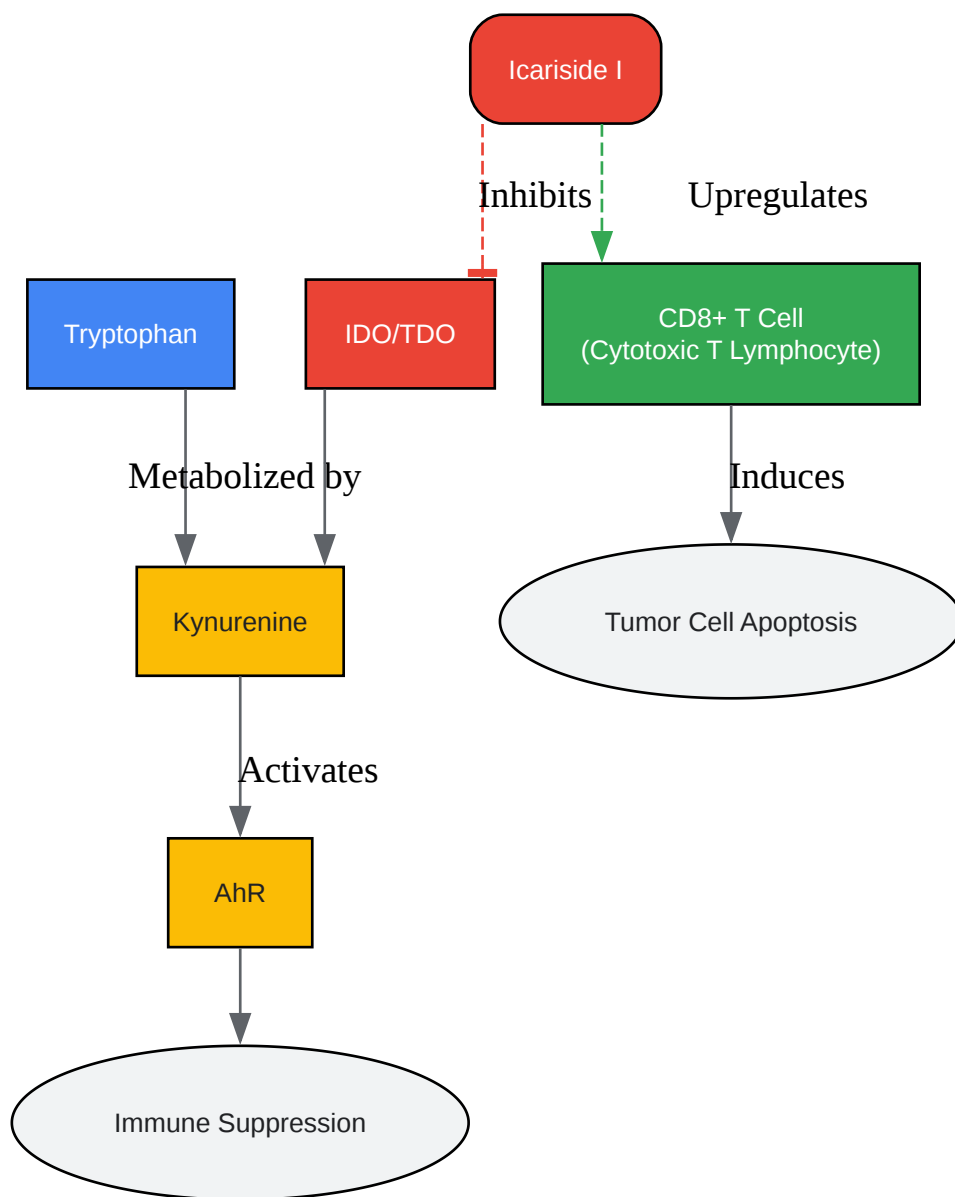 Icariside I
Inhibits
Upregulates
Tryptophan
IDO/TDO
CD8+ T Cell
(Cytotoxic T Lymphocyte)
Metabolized by
Induces
Kynurenine
Tumor Cell Apoptosis
Activates
AhR
Immune Suppression